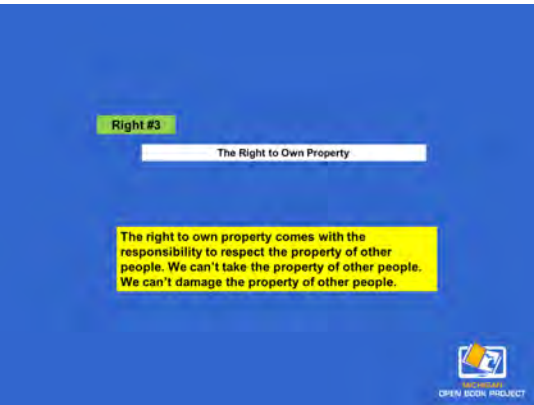 Right #3
The Right to Own Property
The right to own property comes with the
responsibility to respect the property of other
people. We can't take the property of other people.
We can't damage the property of other people.
MICHIGAN
OPEN BOOK PROJECT